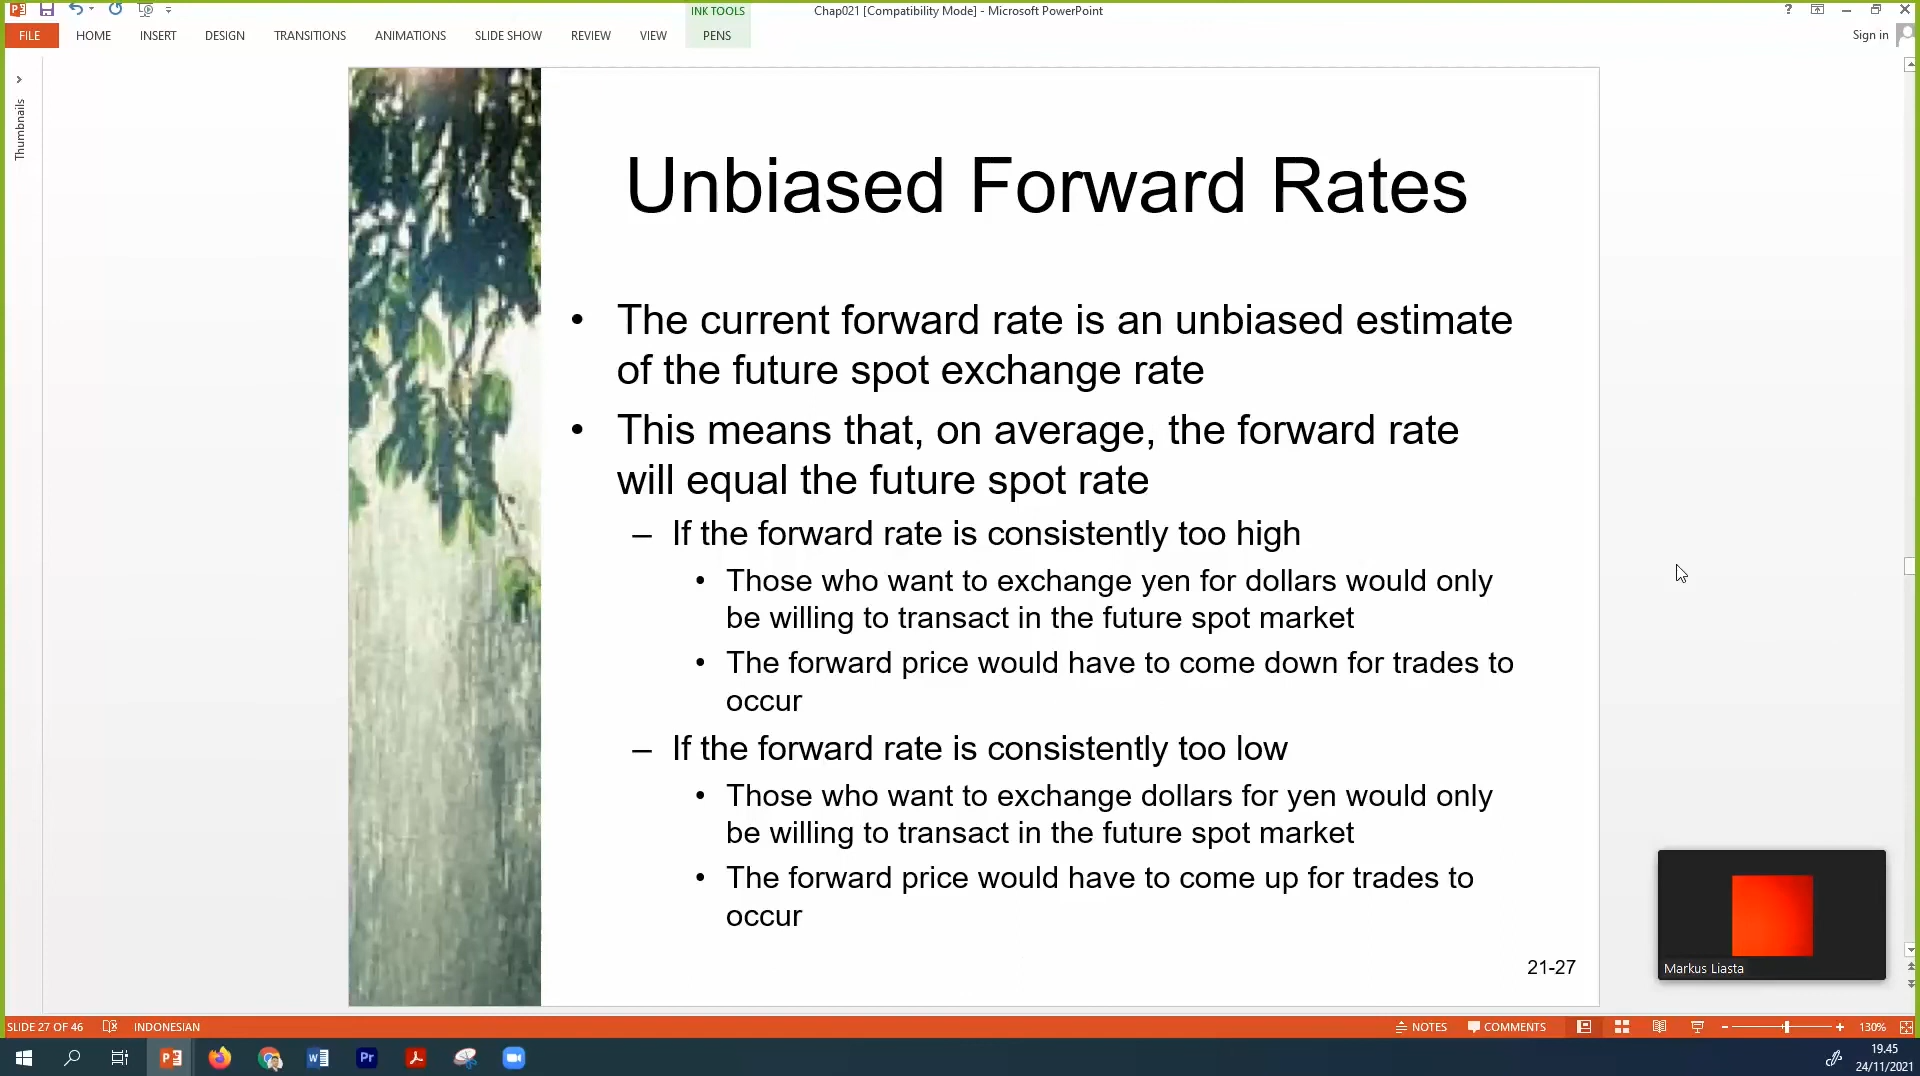 INK TOOLS
Chap021 [Compatibility Mode] - Microsoft PowerPoint
?
FILE HOME INSERT DESIGN TRANSITIONS ANIMATIONS SLIDE SHOW REVIEW VIEW PENS
Sign in
Thumbnails
Unbiased Forward Rates
• The current forward rate is an unbiased estimate
of the future spot exchange rate
• This means that, on average, the forward rate
will equal the future spot rate
– If the forward rate is consistently too high
• Those who want to exchange yen for dollars would only
be willing to transact in the future spot market
• The forward price would have to come down for trades to
occur
– If the forward rate is consistently too low
• Those who want to exchange dollars for yen would only
be willing to transact in the future spot market
• The forward price would have to come up for trades to
occur
21-27
Markus Liasta
SLIDE 27 OF 46 INDONESIAN NOTES COMMENTS 130%
Pr
19.45
24/11/2021